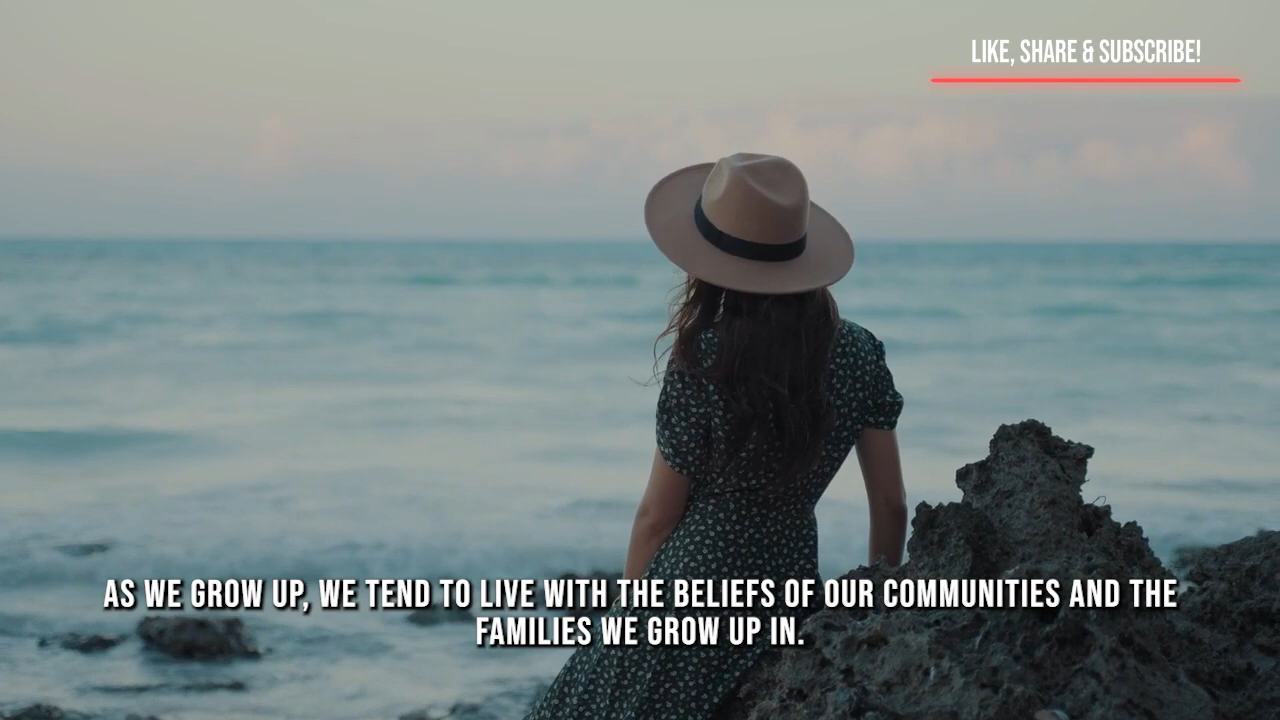 LIKE, SHARE & SUBSCRIBE!
AS WE GROW UP, WE TEND TO LIVE WITH THE BELIEFS OF OUR COMMUNITIES AND THE
FAMILIES WE GROW UP IN.